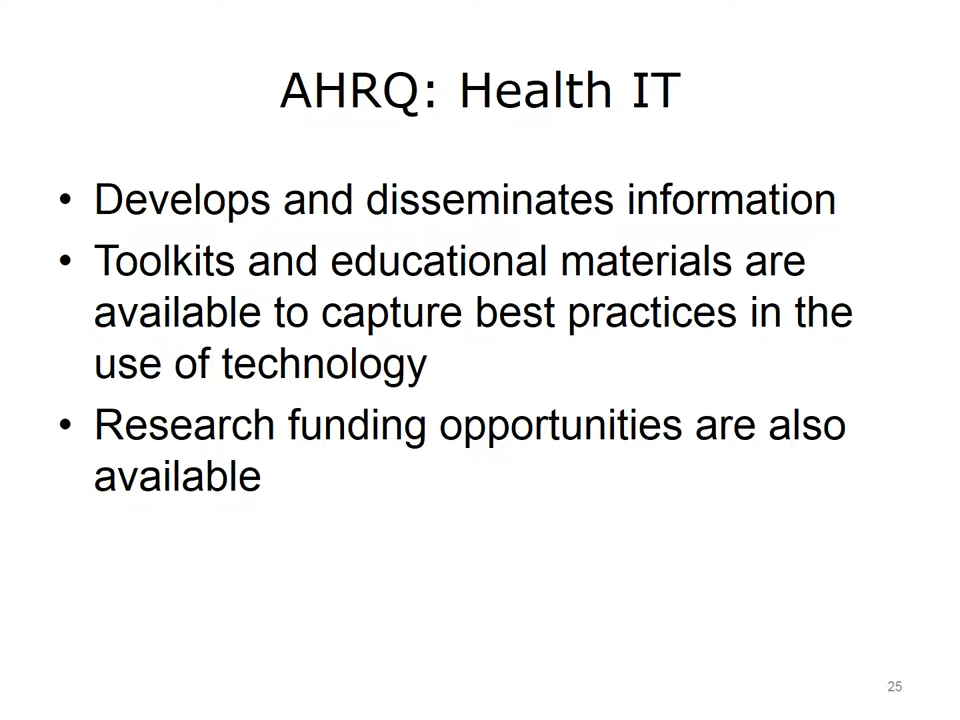 AHRQ: Health IT
• Develops and disseminates information
• Toolkits and educational materials are
available to capture best practices in the
use of technology
• Research funding opportunities are also
available
25